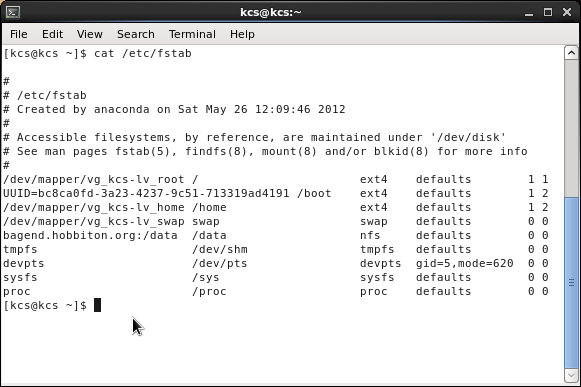 kcs@kcs:~
File Edit View Search Terminal Help
[kcs@kcs ~]$ cat /etc/fstab
#
# /etc/fstab
# Created by anaconda on Sat May 26 12:09:46 2012
#
# Accessible filesystems, by reference, are maintained under '/dev/disk'
# See man pages fstab(5), findfs(8), mount(8) and/or blkid(8) for more info
#
/dev/mapper/vg_kcs-lv_root /                       ext4    defaults        1 1
UUID=bc8ca0fd-3a23-4237-9c51-713319ad4191 /boot    ext4    defaults        1 2
/dev/mapper/vg_kcs-lv_home /home                   ext4    defaults        1 2
/dev/mapper/vg_kcs-lv_swap swap                    swap    defaults        0 0
bagend.hobbiton.org:/data  /data                   nfs     defaults        0 0
tmpfs                      /dev/shm                tmpfs   defaults        0 0
devpts                     /dev/pts                devpts  gid=5,mode=620  0 0
sysfs                      /sys                    sysfs   defaults        0 0
proc                       /proc                   proc    defaults        0 0
[kcs@kcs ~]$